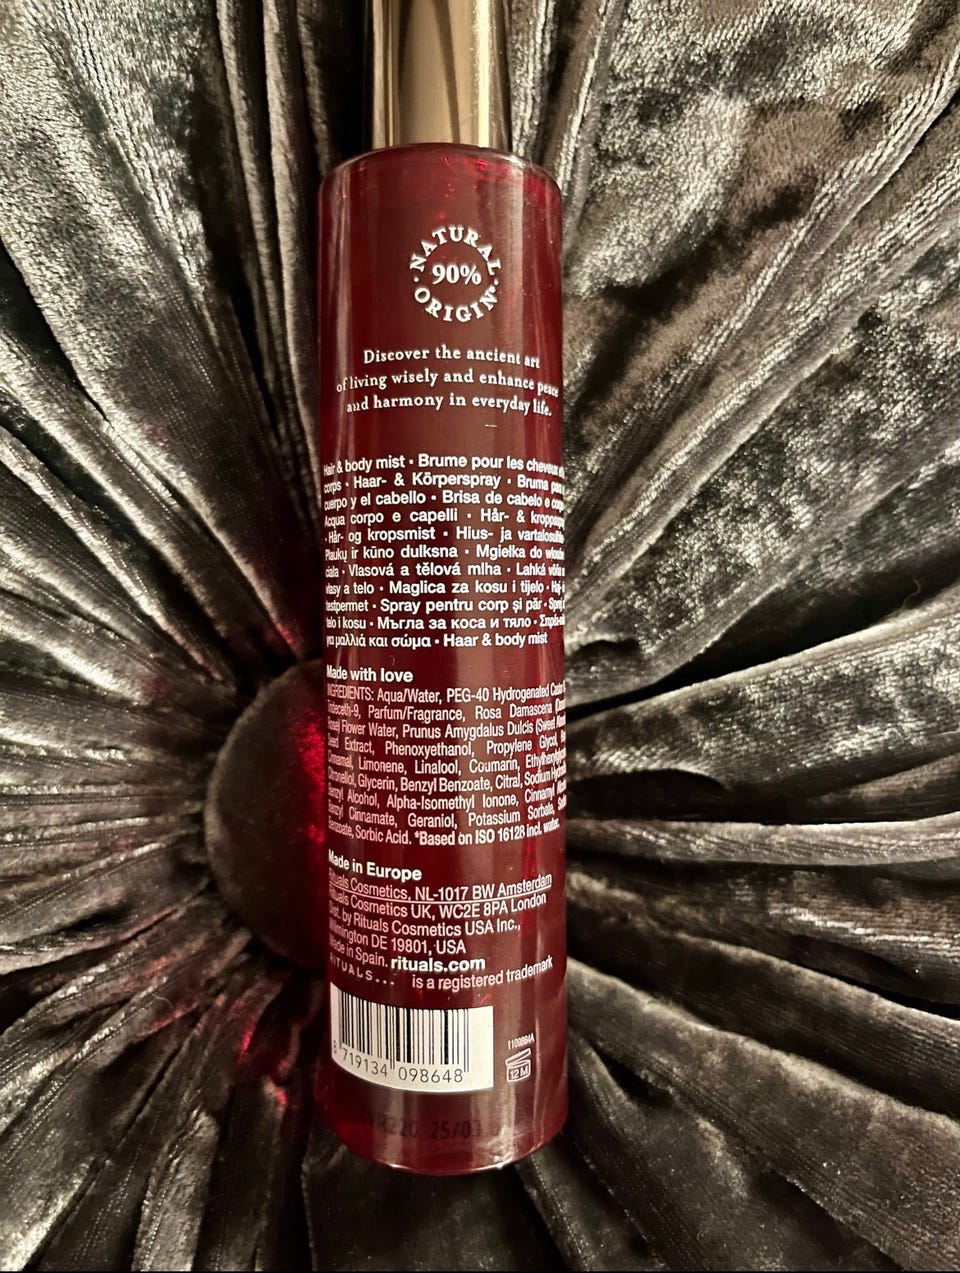 NATURAL
90%
ORIGIN*
Discover the ancient art
of living wisely and enhance peace
and harmony in everyday life.
Hair & body mist • Brume pour les cheveux
corps • Haar- & Körperspray • Bruma
cuerpo y el cabello • Brisa de cabelo e
Acqua corpo e capelli • Hår- &
• Hår- og kropsmist • Hius- ja
Plaukų ir kūno dulksna • Mgiełka do
ciała • Vlasová a tělová mlha • Lahká
vlasy a telo • Maglica za kosu i tijelo •
testpermet • Spray pentru corp și păr •
telo i kosu • Мъгла за коса и тяло •
για μαλλιά και σώμα • Haar & body mist
Made with love
INGREDIENTS: Aqua/Water, PEG-40 Hydrogenated
Trideceth-9, Parfum/Fragrance, Rosa Damascena
Rose) Flower Water, Prunus Amygdalus Dulcis (Sweet
Seed Extract, Phenoxyethanol, Propylene Glycol,
Cinnamal, Limonene, Linalool, Coumarin,
Citronellol, Glycerin, Benzyl Benzoate, Citral, Sodium
Benzyl Alcohol, Alpha-Isomethyl Ionone, Cinnamyl
Benzyl Cinnamate, Geraniol, Potassium Sorbate,
Benzoate, Sorbic Acid. *Based on ISO 16128 incl. water.
Made in Europe
Rituals Cosmetics, NL-1017 BW Amsterdam
Rituals Cosmetics UK, WC2E 8PA London
Dist. by Rituals Cosmetics USA Inc.,
Wilmington DE 19801, USA
Made in Spain. rituals.com
RITUALS... is a registered trademark
8 719134 098648
12 M
25/03